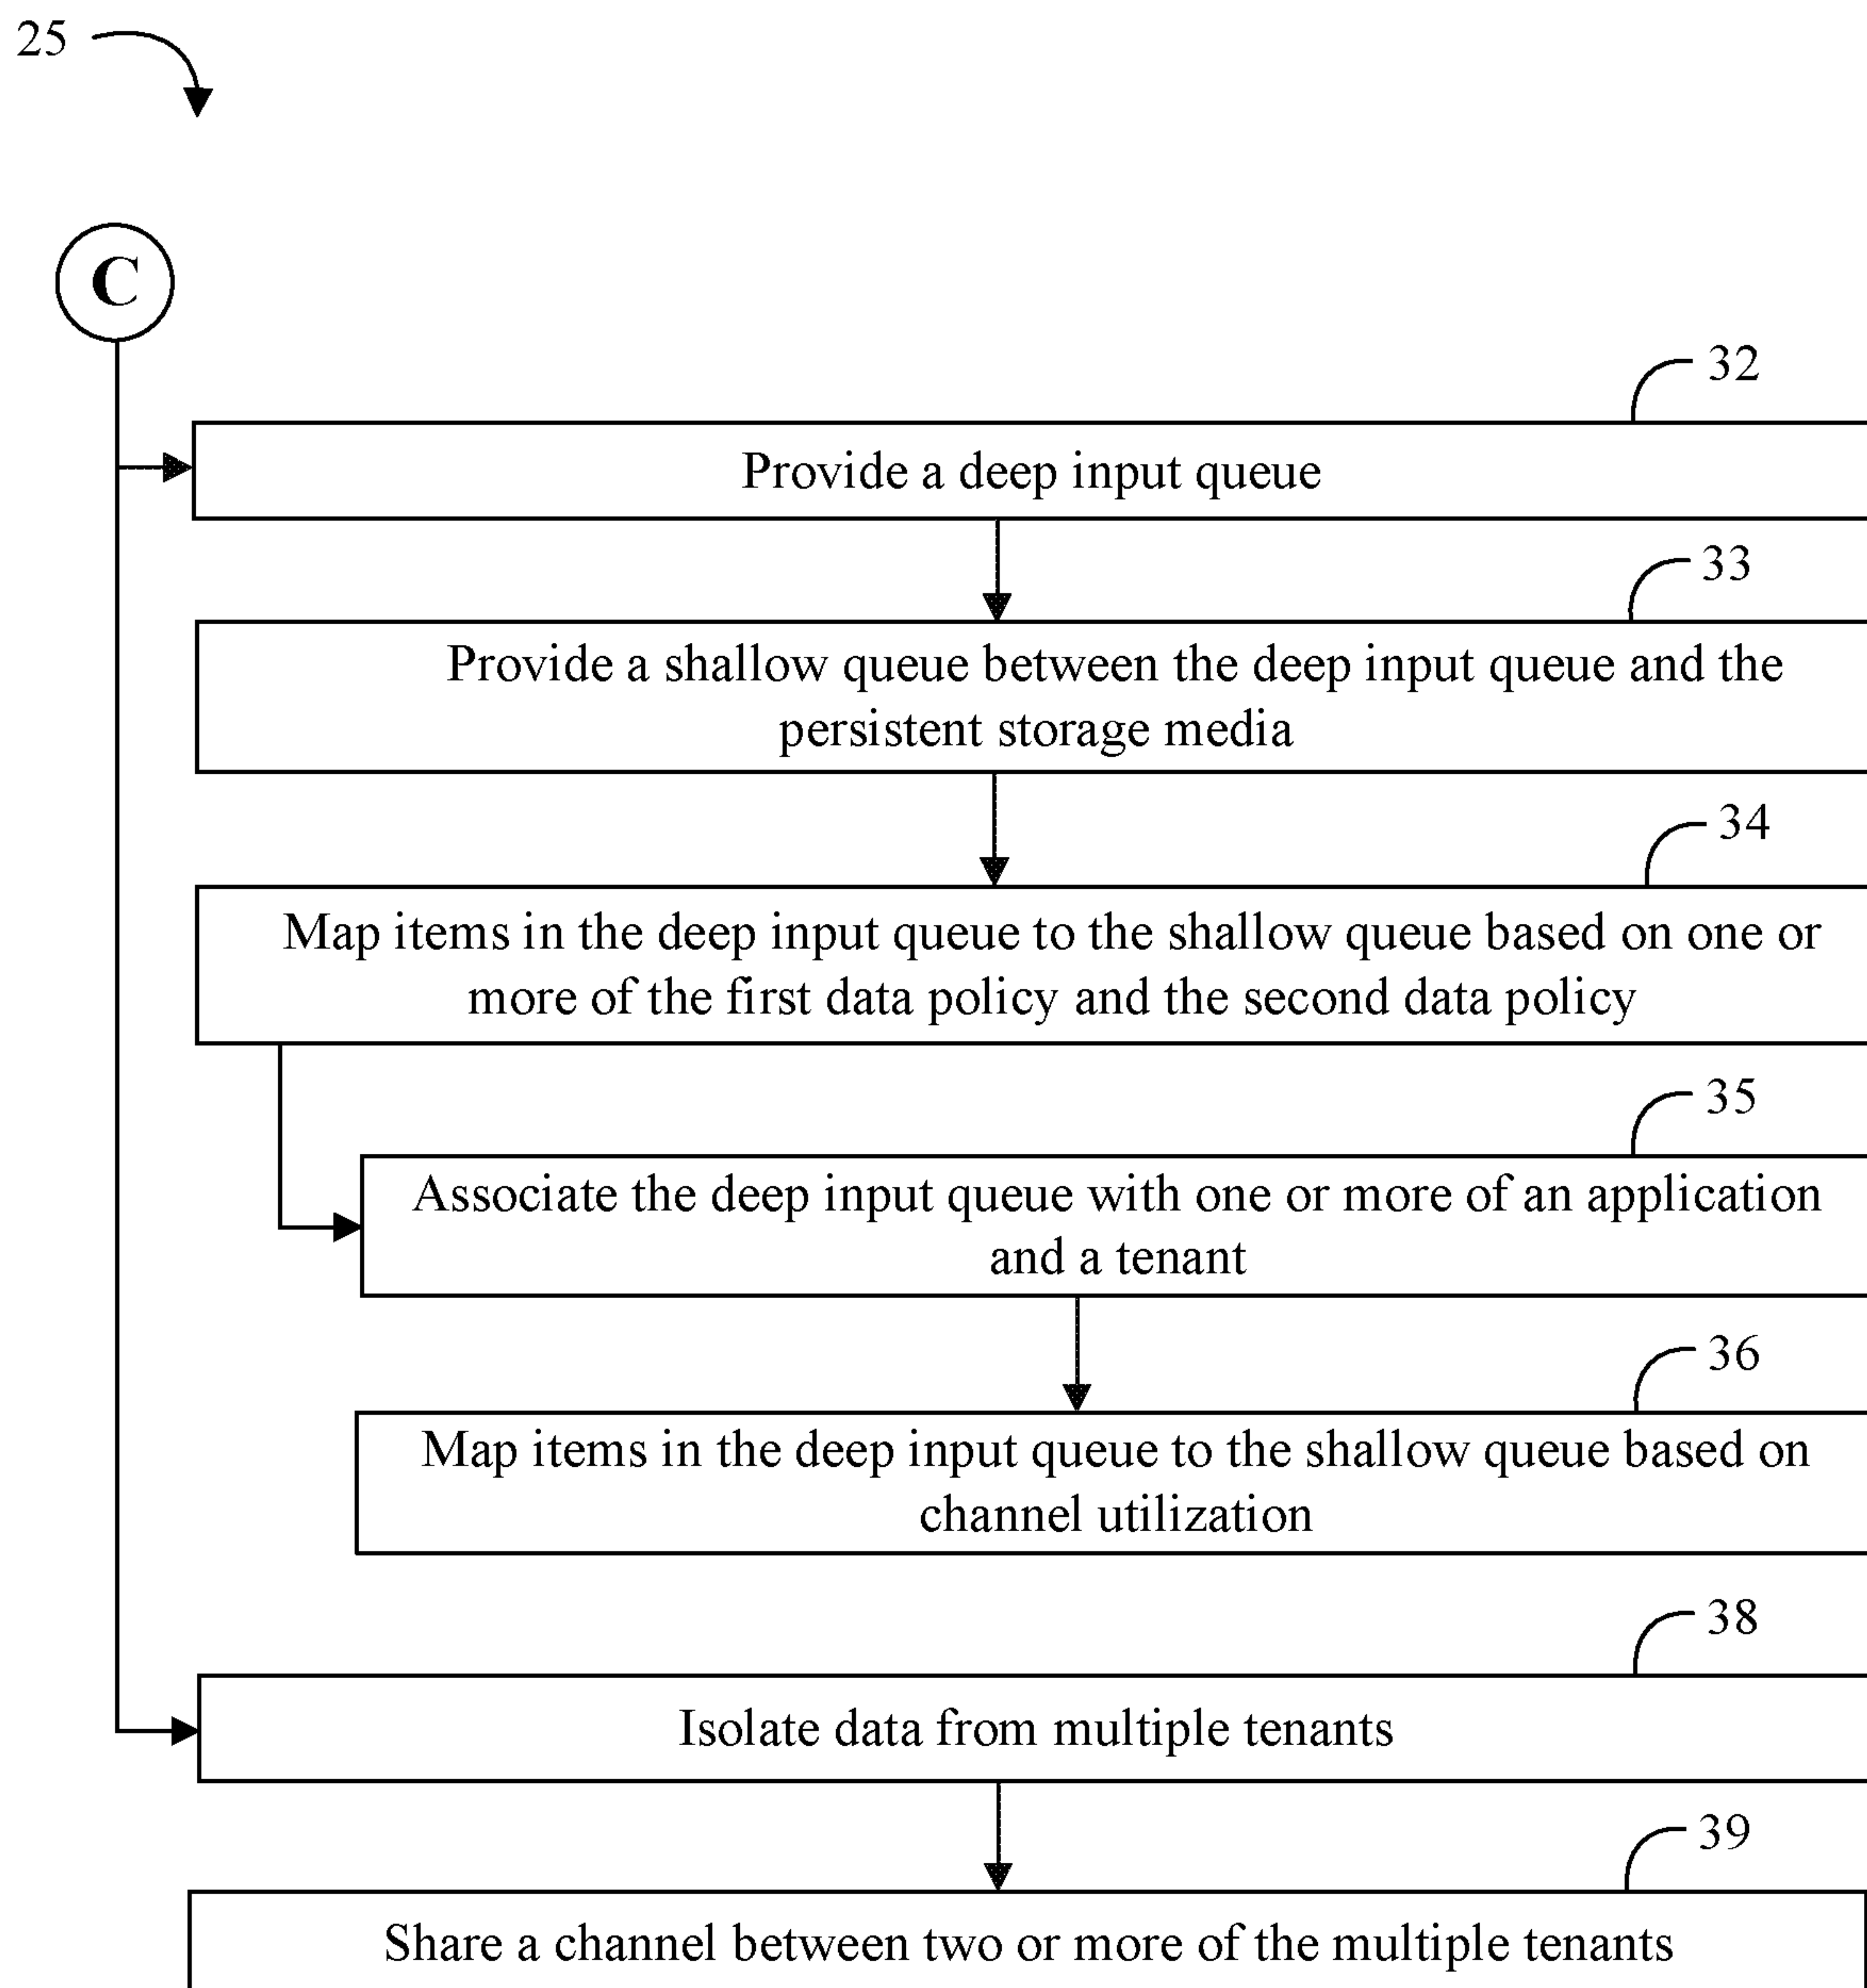 25
C
32
Provide a deep input queue
33
Provide a shallow queue between the deep input queue and the
persistent storage media
34
Map items in the deep input queue to the shallow queue based on one or
more of the first data policy and the second data policy
35
Associate the deep input queue with one or more of an application
and a tenant
36
Map items in the deep input queue to the shallow queue based on
channel utilization
38
Isolate data from multiple tenants
39
Share a channel between two or more of the multiple tenants